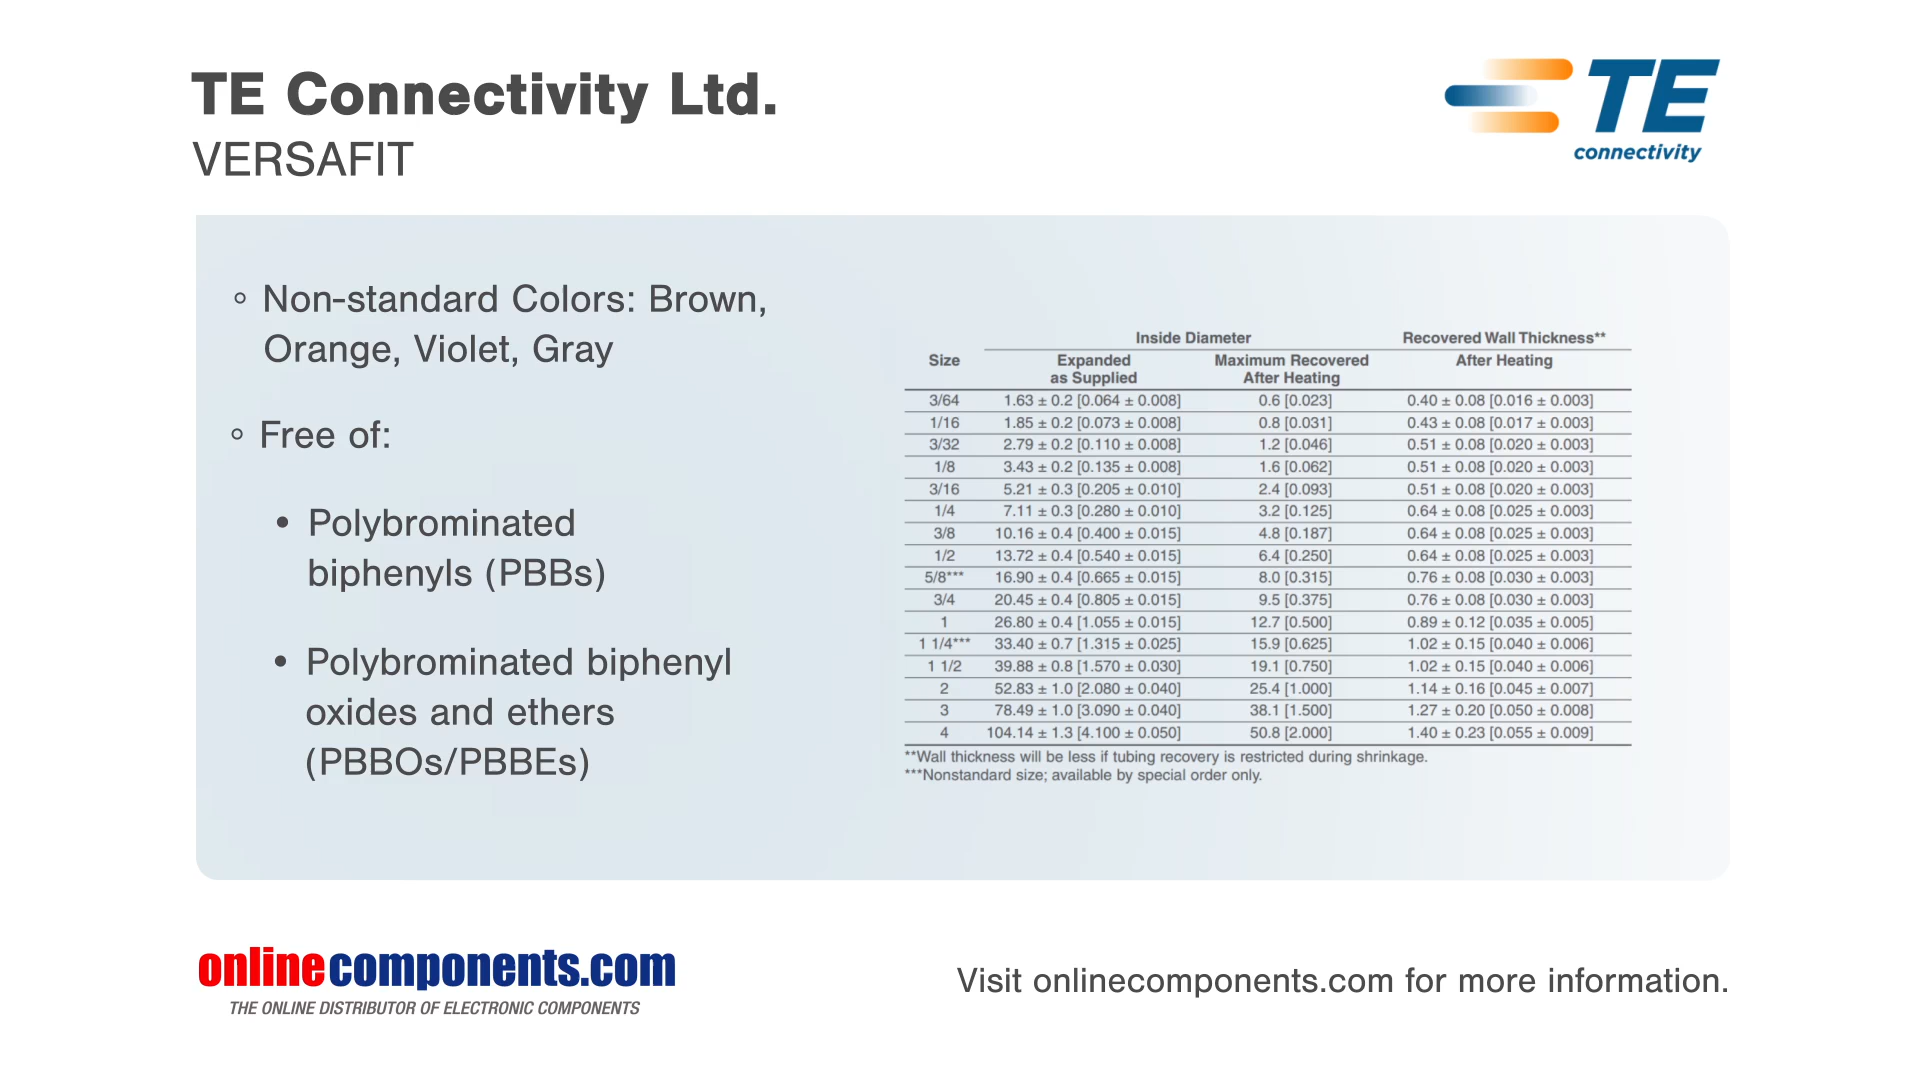 TE Connectivity Ltd.
VERSAFIT
TE
connectivity
◦ Non-standard Colors: Brown,
Orange, Violet, Gray
◦ Free of:
• Polybrominated
biphenyls (PBBs)
• Polybrominated biphenyl
oxides and ethers
(PBBOs/PBBEs)
Inside Diameter Recovered Wall Thickness**
Size Expanded Maximum Recovered After Heating
as Supplied After Heating
3/64 1.63 ± 0.2 [0.064 ± 0.008] 0.6 [0.023] 0.40 ± 0.08 [0.016 ± 0.003]
1/16 1.85 ± 0.2 [0.073 ± 0.008] 0.8 [0.031] 0.43 ± 0.08 [0.017 ± 0.003]
3/32 2.79 ± 0.2 [0.110 ± 0.008] 1.2 [0.046] 0.51 ± 0.08 [0.020 ± 0.003]
1/8 3.43 ± 0.2 [0.135 ± 0.008] 1.6 [0.062] 0.51 ± 0.08 [0.020 ± 0.003]
3/16 5.21 ± 0.3 [0.205 ± 0.010] 2.4 [0.093] 0.51 ± 0.08 [0.020 ± 0.003]
1/4 7.11 ± 0.3 [0.280 ± 0.010] 3.2 [0.125] 0.64 ± 0.08 [0.025 ± 0.003]
3/8 10.16 ± 0.4 [0.400 ± 0.015] 4.8 [0.187] 0.64 ± 0.08 [0.025 ± 0.003]
1/2 13.72 ± 0.4 [0.540 ± 0.015] 6.4 [0.250] 0.64 ± 0.08 [0.025 ± 0.003]
5/8*** 16.90 ± 0.4 [0.665 ± 0.015] 8.0 [0.315] 0.76 ± 0.08 [0.030 ± 0.003]
3/4 20.45 ± 0.4 [0.805 ± 0.015] 9.5 [0.375] 0.76 ± 0.08 [0.030 ± 0.003]
1 26.80 ± 0.4 [1.055 ± 0.015] 12.7 [0.500] 0.89 ± 0.12 [0.035 ± 0.005]
1 1/4*** 33.40 ± 0.7 [1.315 ± 0.025] 15.9 [0.625] 1.02 ± 0.15 [0.040 ± 0.006]
1 1/2 39.88 ± 0.8 [1.570 ± 0.030] 19.1 [0.750] 1.02 ± 0.15 [0.040 ± 0.006]
2 52.83 ± 1.0 [2.080 ± 0.040] 25.4 [1.000] 1.14 ± 0.16 [0.045 ± 0.007]
3 78.49 ± 1.0 [3.090 ± 0.040] 38.1 [1.500] 1.27 ± 0.20 [0.050 ± 0.008]
4 104.14 ± 1.3 [4.100 ± 0.050] 50.8 [2.000] 1.40 ± 0.23 [0.055 ± 0.009]
**Wall thickness will be less if tubing recovery is restricted during shrinkage.
***Nonstandard size; available by special order only.
onlinecomponents.com
THE ONLINE DISTRIBUTOR OF ELECTRONIC COMPONENTS
Visit onlinecomponents.com for more information.